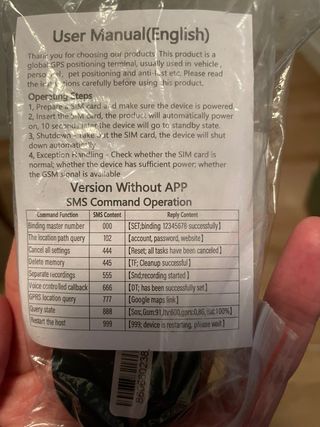 User Manual(English)
Thank you for choosing our products. This product is a
global GPS positioning terminal, usually used in vehicle,
personal, pet positioning and anti-theft etc. Please read
the instructions carefully before using this product.
Operating Steps
1, Prepare a SIM card and make sure the device is powered
2, Insert the SIM card, the product will automatically power
on, 10 seconds later the device will go to standby state.
3, Shutdown - take out the SIM card, the device will shut
down automatically.
4, Exception Handling - Check whether the SIM card is
normal; whether the device has sufficient power; whether
the GSM signal is available
Version Without APP
SMS Command Operation
Command Function SMS Content Reply Content
Binding master number 000 【SET;binding 12345678 successfully】
The location path query 102 【account, password, website】
Cancel all settings 444 【Reset; all tasks have been canceled】
Delete memory 445 【TF; Cleanup successful】
Separate recordings 555 【Snd;recording started】
Voice controlled callback 666 【DT; has been successfully set】
GPRS location query 777 【Google maps link】
Query state 888
Restart the host 999 【999; device is restarting, please wait】